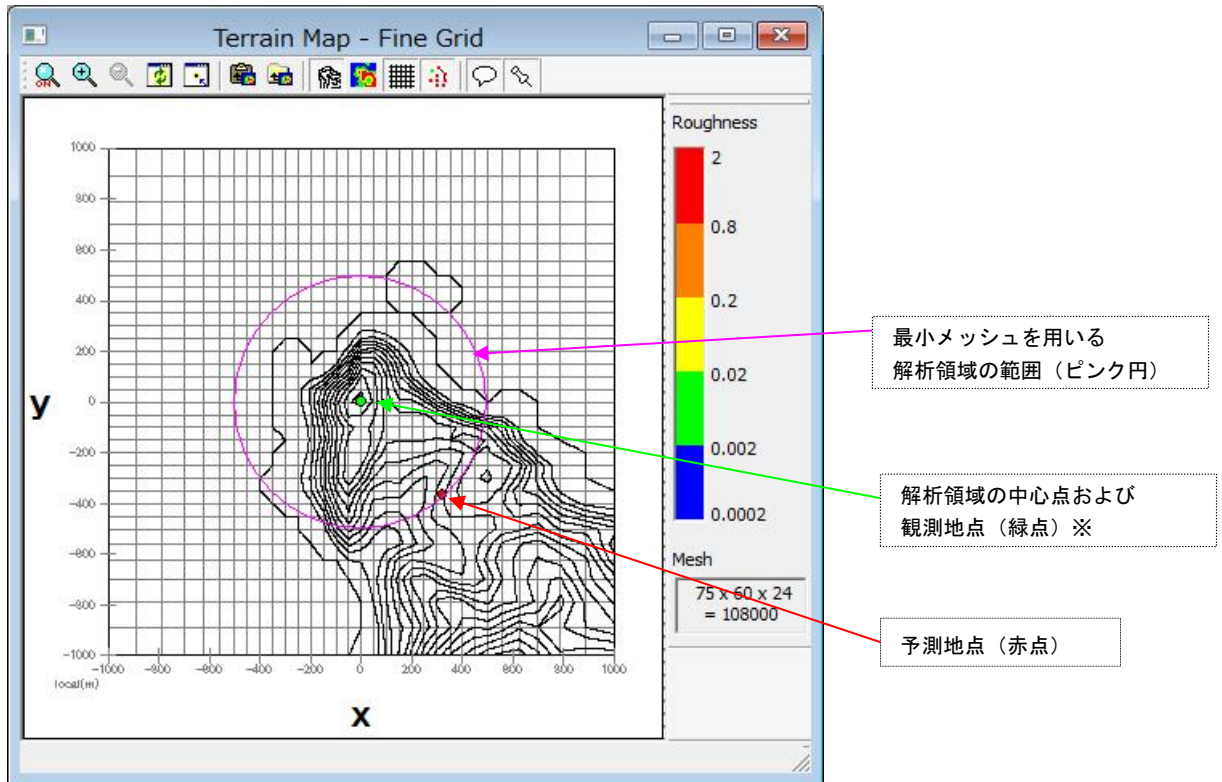 Terrain Map - Fine Grid
ON
Roughness
2
0.8
0.2
0.02
0.002
0.0002
Mesh
75 x 60 x 24
= 108000
1000
800
600
400
200
0
-200
-400
-600
-800
-1000
-1000
-800
-600
-400
-200
0
200
400
600
800
1000
local(m)
y
x
最小メッシュを用いる
解析領域の範囲（ピンク円）
解析領域の中心点および
観測地点（緑点）※
予測地点（赤点）